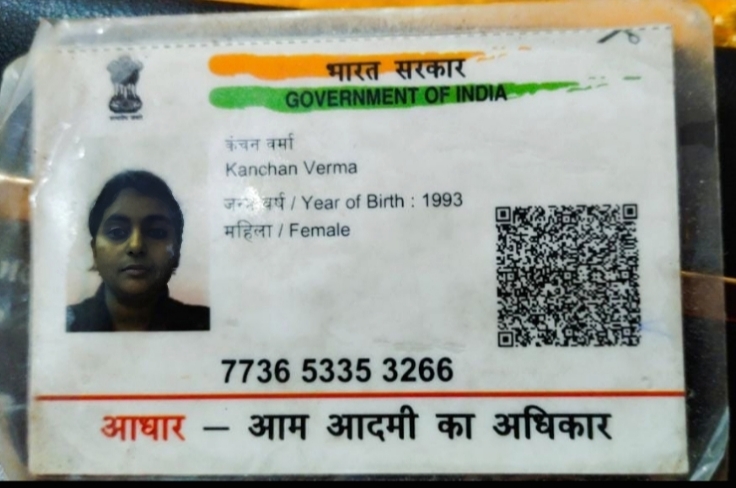 भारत सरकार
GOVERNMENT OF INDIA
कंचन वर्मा
Kanchan Verma
जन्म वर्ष / Year of Birth : 1993
महिला / Female
7736 5335 3266
आधार – आम आदमी का अधिकार